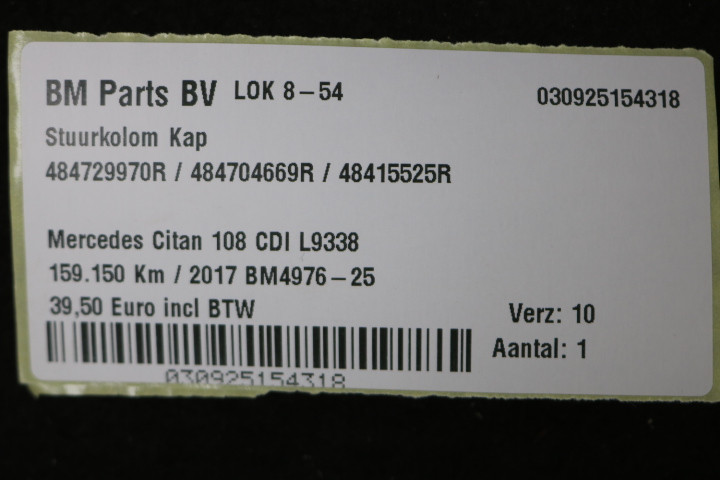 BM Parts BV LOK 8-54 030925154318
Stuurkolom Kap
484729970R / 484704669R / 48415525R
Mercedes Citan 108 CDI L9338
159.150 Km / 2017 BM4976-25
39,50 Euro incl BTW
Verz: 10
Aantal: 1
030925154318